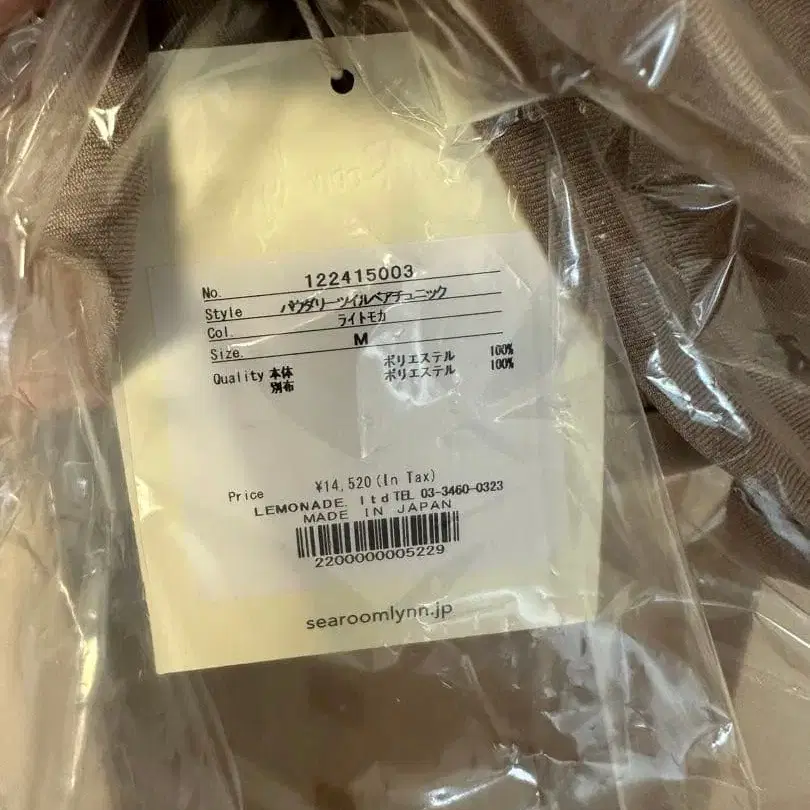 No. 122415003
Style パウダリーツイルペアチュニック
Col. ライトモカ
Size. M
Quality 本体 ポリエステル 100%
別布 ポリエステル 100%
Price ¥14,520(In Tax)
LEMONADE. ltd TEL 03-3460-0323
MADE IN JAPAN
2200000005229
searoomlynn.jp